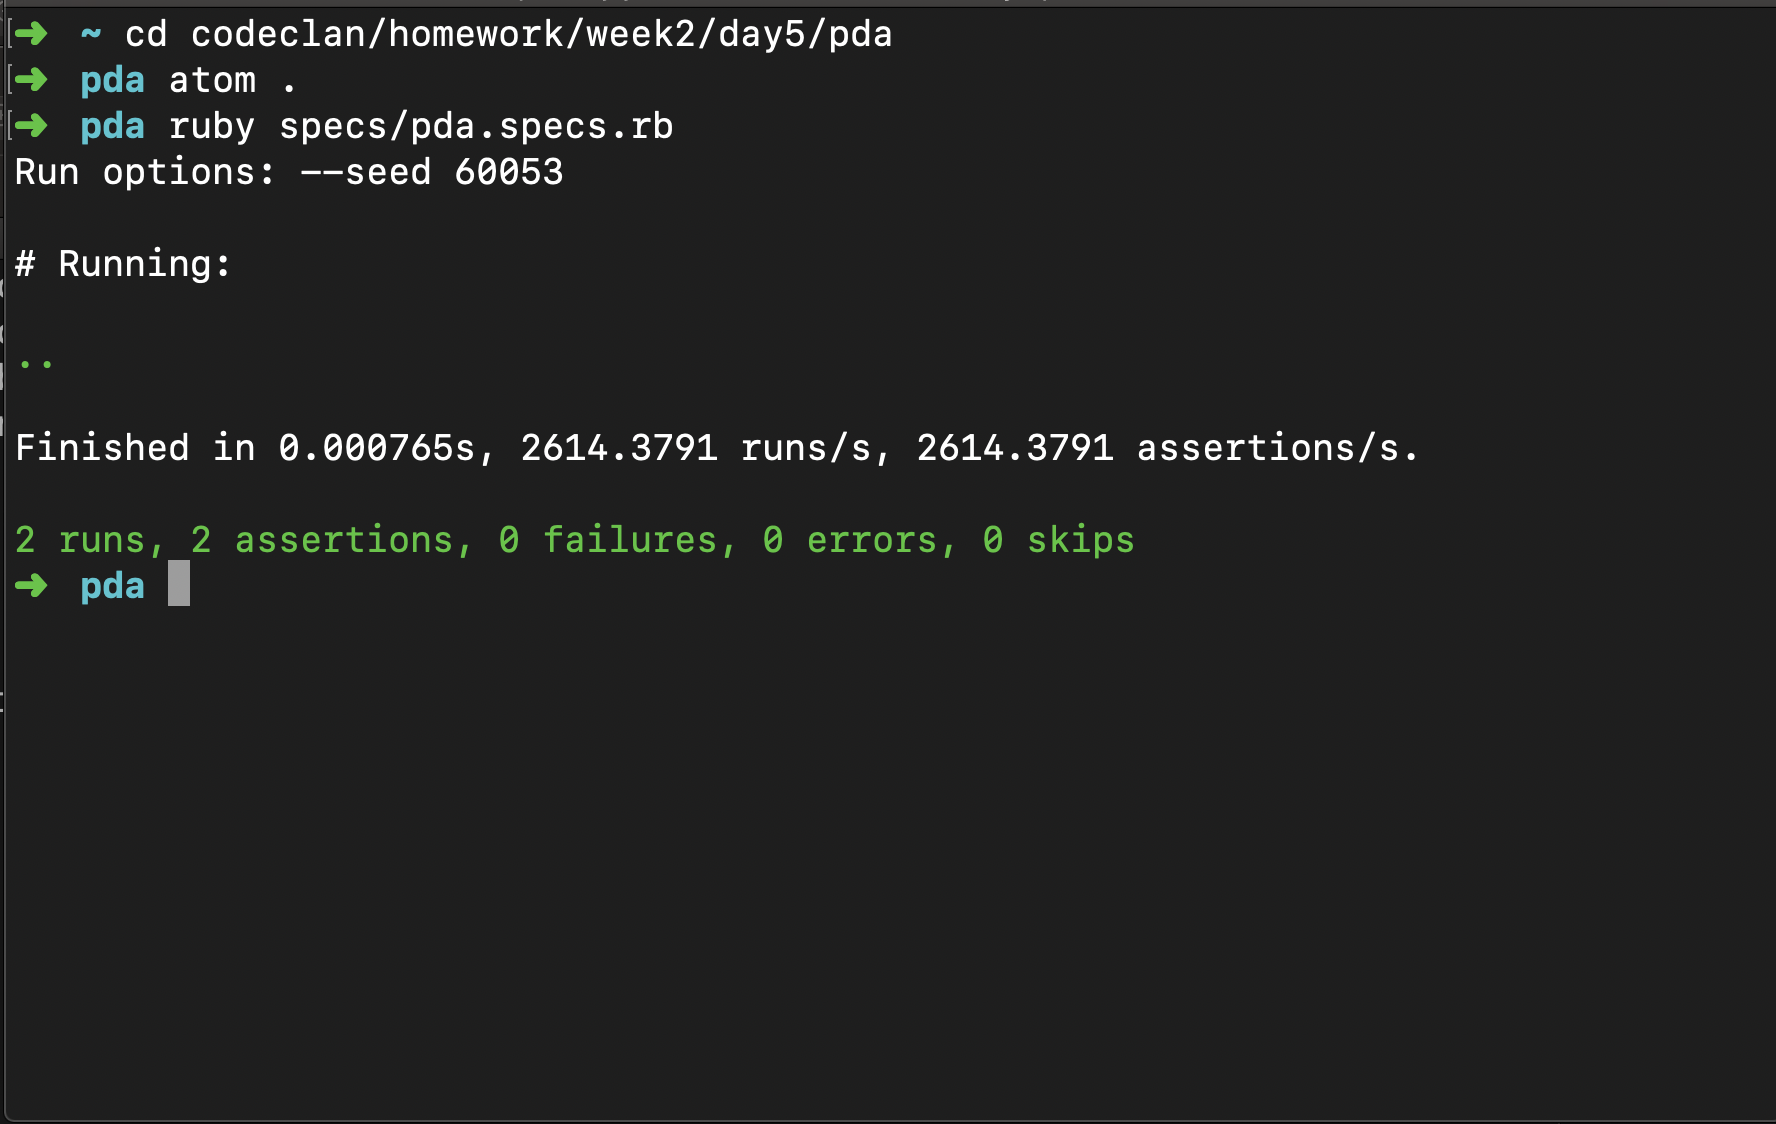 ➜ ~ cd codeclan/homework/week2/day5/pda
➜ pda atom .
➜ pda ruby specs/pda.specs.rb
Run options: --seed 60053
# Running:
..
Finished in 0.000765s, 2614.3791 runs/s, 2614.3791 assertions/s.
2 runs, 2 assertions, 0 failures, 0 errors, 0 skips
➜ pda